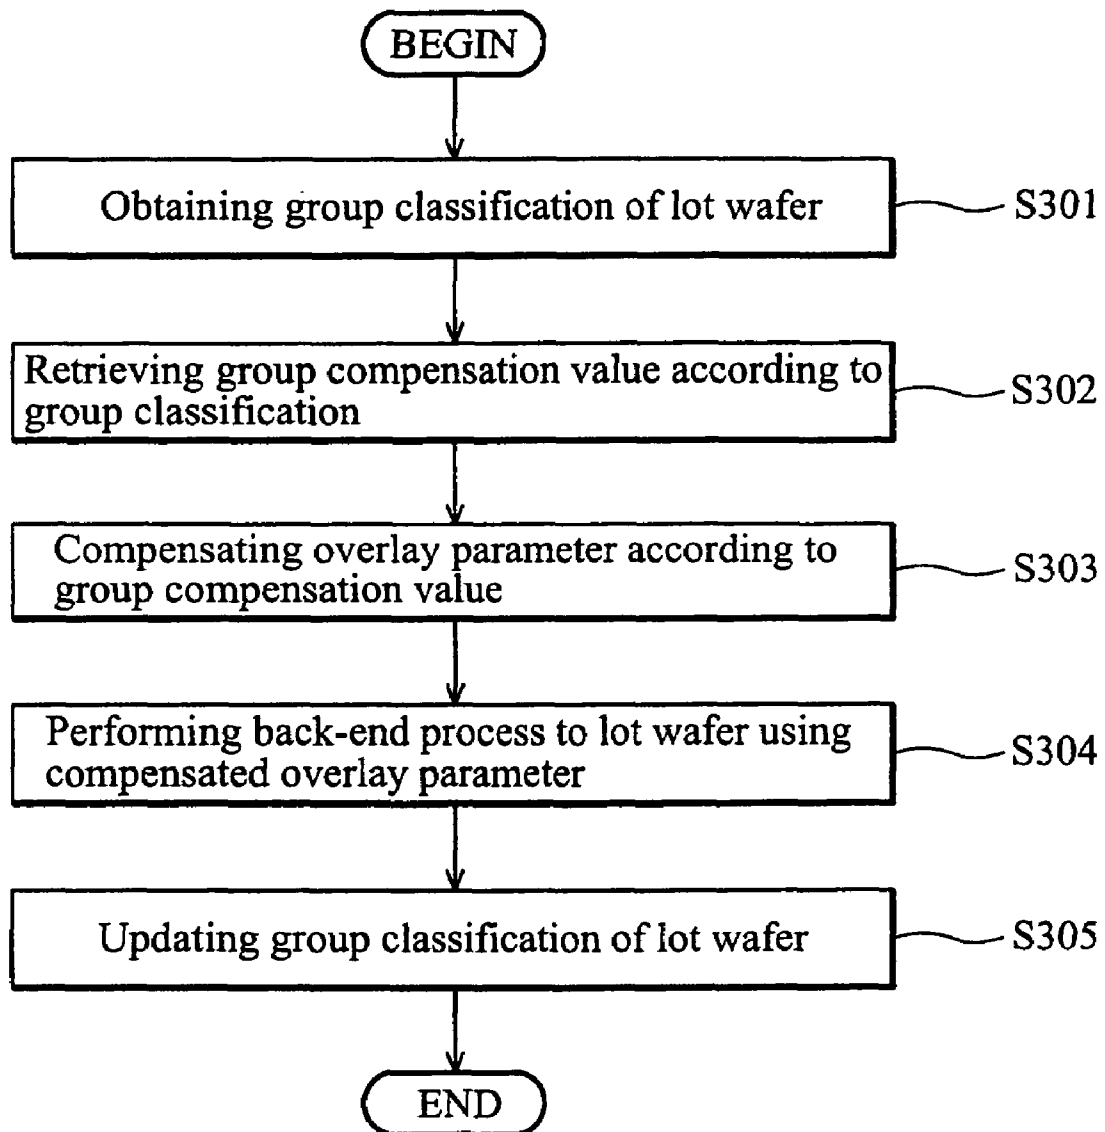 BEGIN
Obtaining group classification of lot wafer
S301
Retrieving group compensation value according to
group classification
S302
Compensating overlay parameter according to
group compensation value
S303
Performing back-end process to lot wafer using
compensated overlay parameter
S304
Updating group classification of lot wafer
S305
END